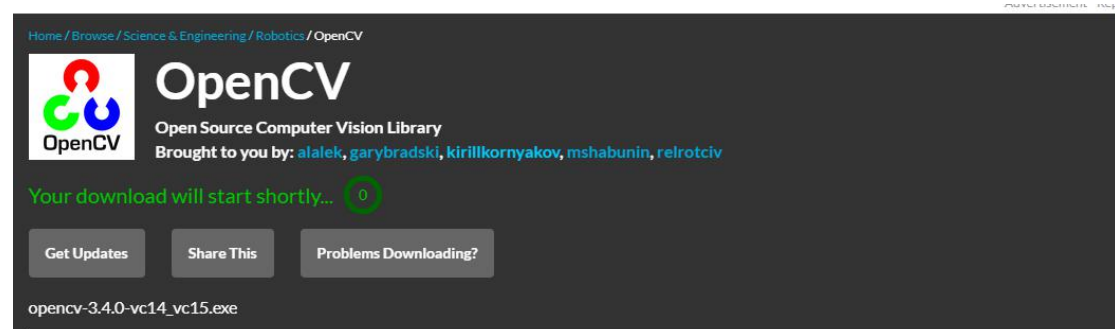 Advertisement
Home / Browse / Science & Engineering / Robotics / OpenCV
OpenCV
OpenCV
Open Source Computer Vision Library
Brought to you by: alalek, garybradski, kirillkornyakov, mshabunin, relrotciv
Your download will start shortly... 0
Get Updates Share This Problems Downloading?
opencv-3.4.0-vc14_vc15.exe